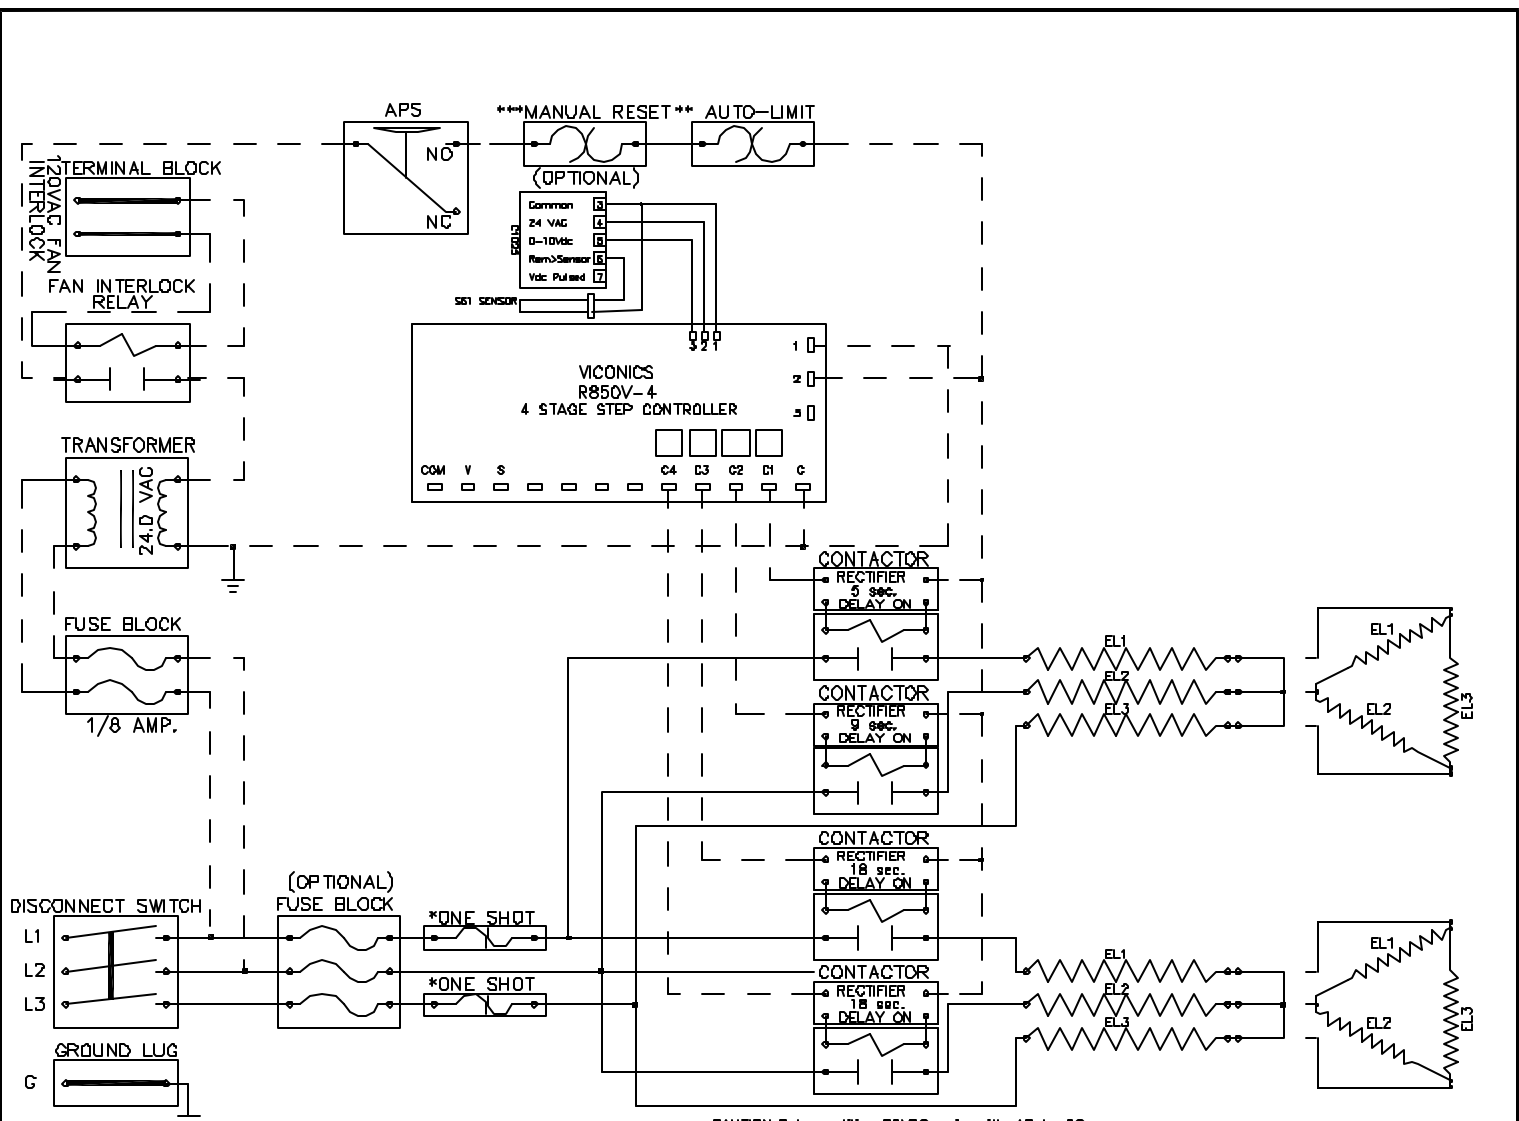 APS
***MANUAL RESET** AUTO-LIMIT
NO
NC
(OPTIONAL)
120VAC FAN
INTERLOCK
TERMINAL BLOCK
FAN INTERLOCK
RELAY
Common 3
24 VAC 4
0-10Vdc 5
Rem>Sensor 6
Vdc Pulsed 7
SENSOR
3 2 1
1
2
3
VICONICS
R850V-4
4 STAGE STEP CONTROLLER
COM V S C4 C3 C2 C1 C
TRANSFORMER
24.0 VAC
FUSE BLOCK
1/8 AMP.
CONTACTOR
RECTIFIER
5 sec.
DELAY ON
CONTACTOR
RECTIFIER
9 sec.
DELAY ON
CONTACTOR
RECTIFIER
18 sec.
DELAY ON
CONTACTOR
RECTIFIER
18 sec.
DELAY ON
EL1
EL2
EL3
EL1
EL2
EL3
EL1
EL2
EL3
EL1
EL2
EL3
DISCONNECT SWITCH
L1
L2
L3
(OPTIONAL)
FUSE BLOCK
*ONE SHOT
*ONE SHOT
GROUND LUG
G